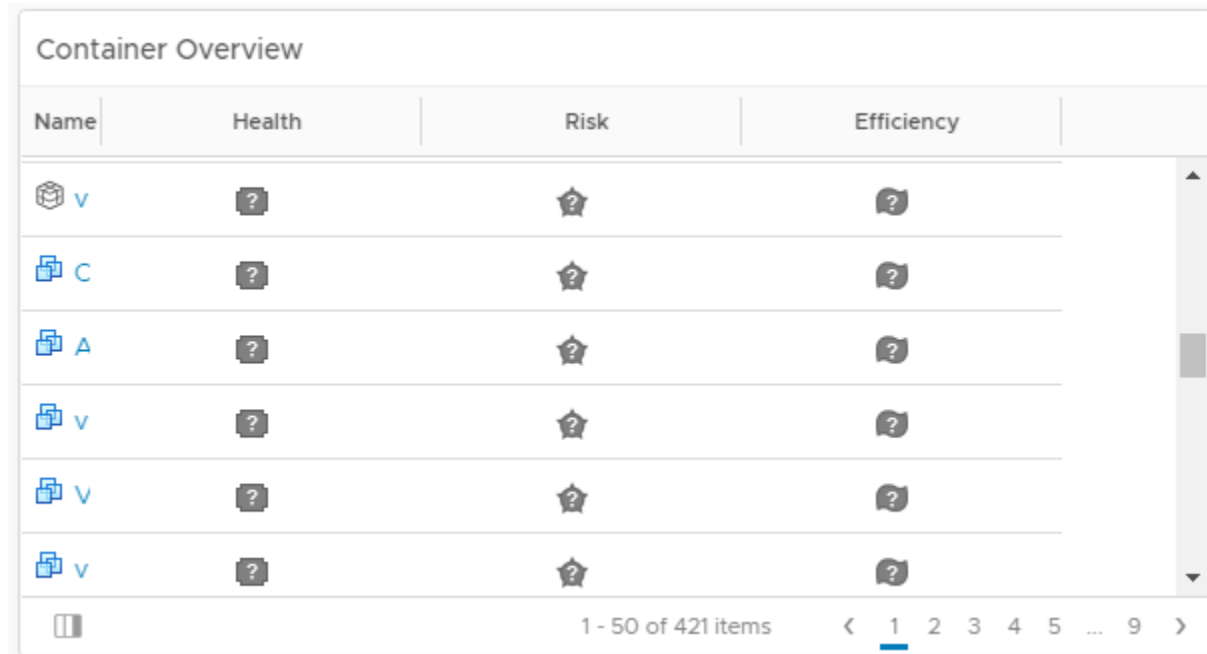 Container Overview
Name Health Risk Efficiency
v ? ? ?
C ? ? ?
A ? ? ?
v ? ? ?
V ? ? ?
v ? ? ?
1 - 50 of 421 items 1 2 3 4 5 ... 9